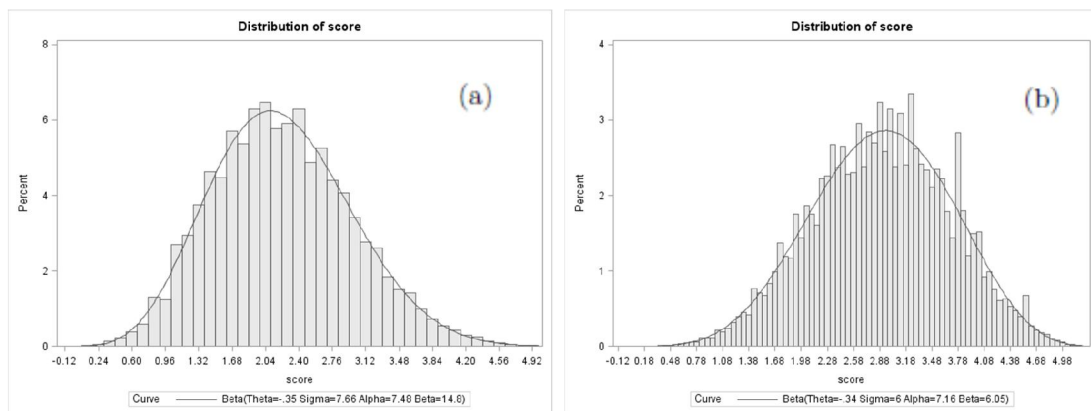 Distribution of score
(a)
8
6
4
2
0
Percent
-0.12 0.24 0.60 0.96 1.32 1.68 2.04 2.40 2.76 3.12 3.48 3.84 4.20 4.56 4.92
score
Curve Beta(Theta=-.35 Sigma=7.66 Alpha=7.48 Beta=14.8)
Distribution of score
(b)
4
3
2
1
0
Percent
-0.12 0.18 0.48 0.78 1.08 1.38 1.68 1.98 2.28 2.58 2.88 3.18 3.48 3.78 4.08 4.38 4.68 4.98
score
Curve Beta(Theta=-.34 Sigma=6 Alpha=7.16 Beta=6.05)